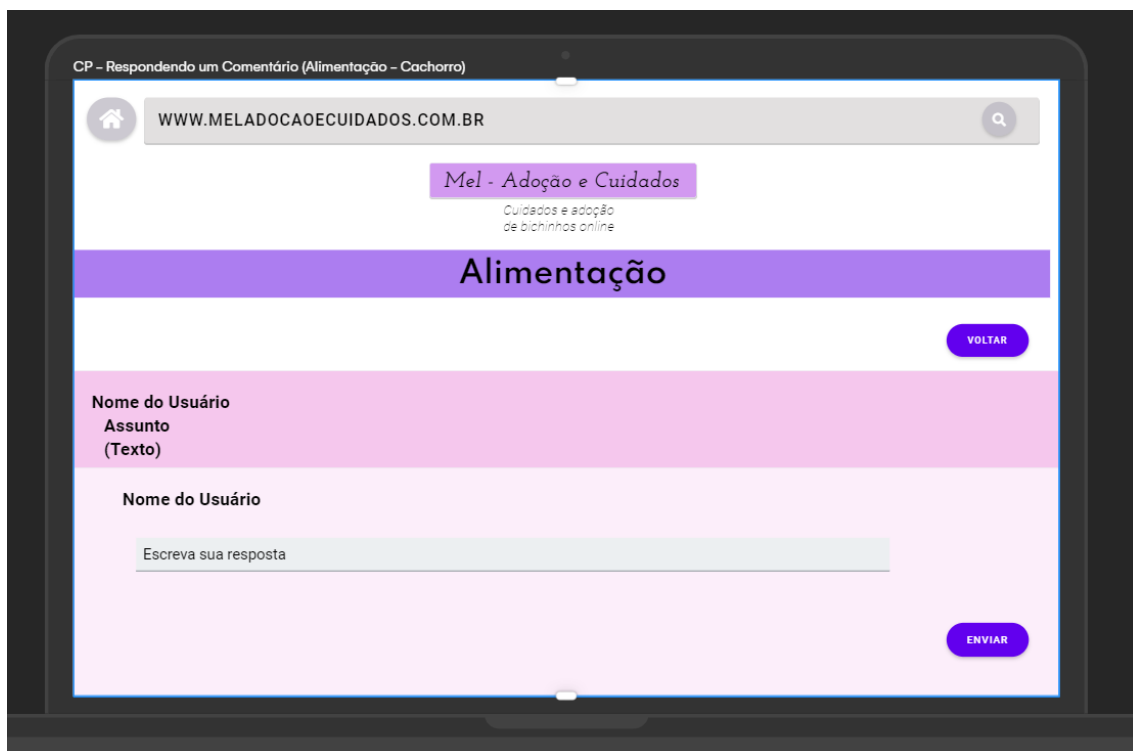 CP – Respondendo um Comentário (Alimentação – Cachorro)
WWW.MELADOCAOECUIDADOS.COM.BR
Mel - Adoção e Cuidados
Cuidados e adoção
de bichinhos online
Alimentação
VOLTAR
Nome do Usuário
Assunto
(Texto)
Nome do Usuário
Escreva sua resposta
ENVIAR